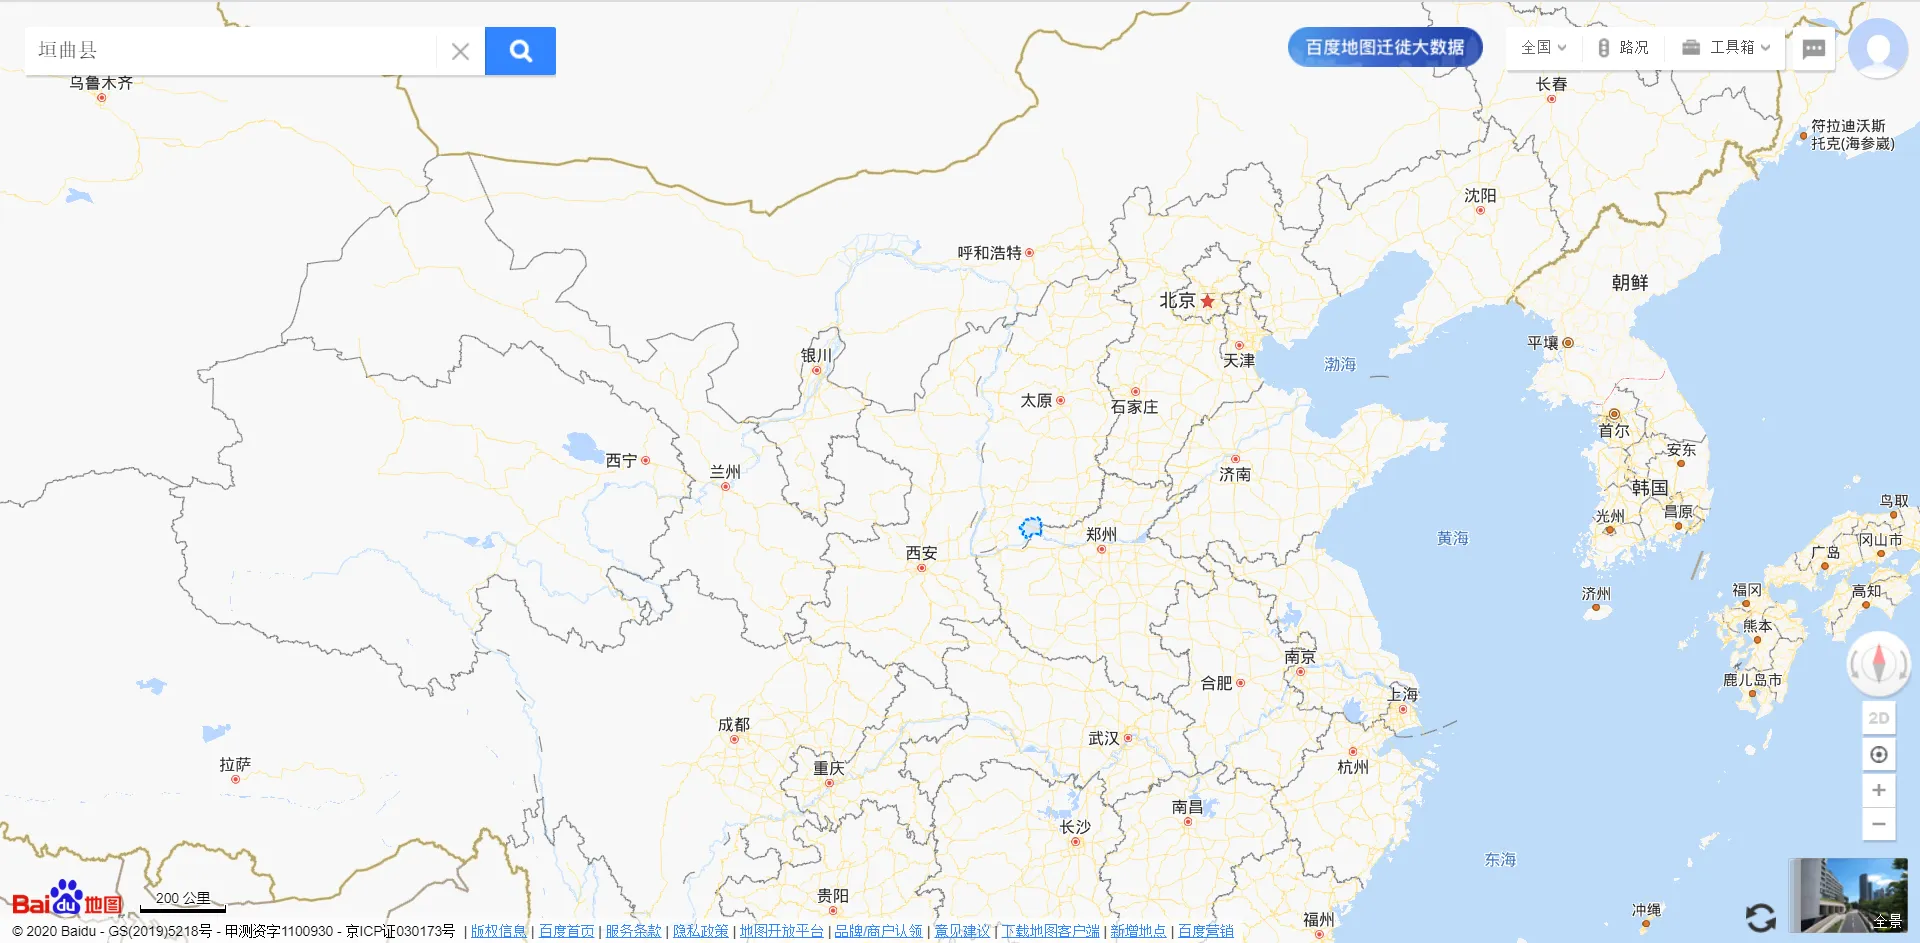 垣曲县
百度地图迁徙大数据
全国
路况
工具箱
乌鲁木齐
长春
符拉迪沃斯
托克(海参崴)
沈阳
呼和浩特
朝鲜
北京
平壤
天津
渤海
银川
太原
石家庄
首尔
安东
西宁
兰州
济南
韩国
鸟取
光州
昌原
郑州
黄海
冈山市
广岛
西安
济州
福冈
高知
熊本
南京
合肥
鹿儿岛市
上海
2D
成都
武汉
拉萨
重庆
杭州
南昌
长沙
东海
贵阳
200 公里
Bai du 地图
冲绳
福州
全景
© 2020 Baidu - GS(2019)5218号 - 甲测资字1100930 - 京ICP证030173号 | 版权信息 | 百度首页 | 服务条款 | 隐私政策 | 地图开放平台 | 品牌/商户认领 | 意见建议 | 下载地图客户端 | 新增地点 | 百度营销